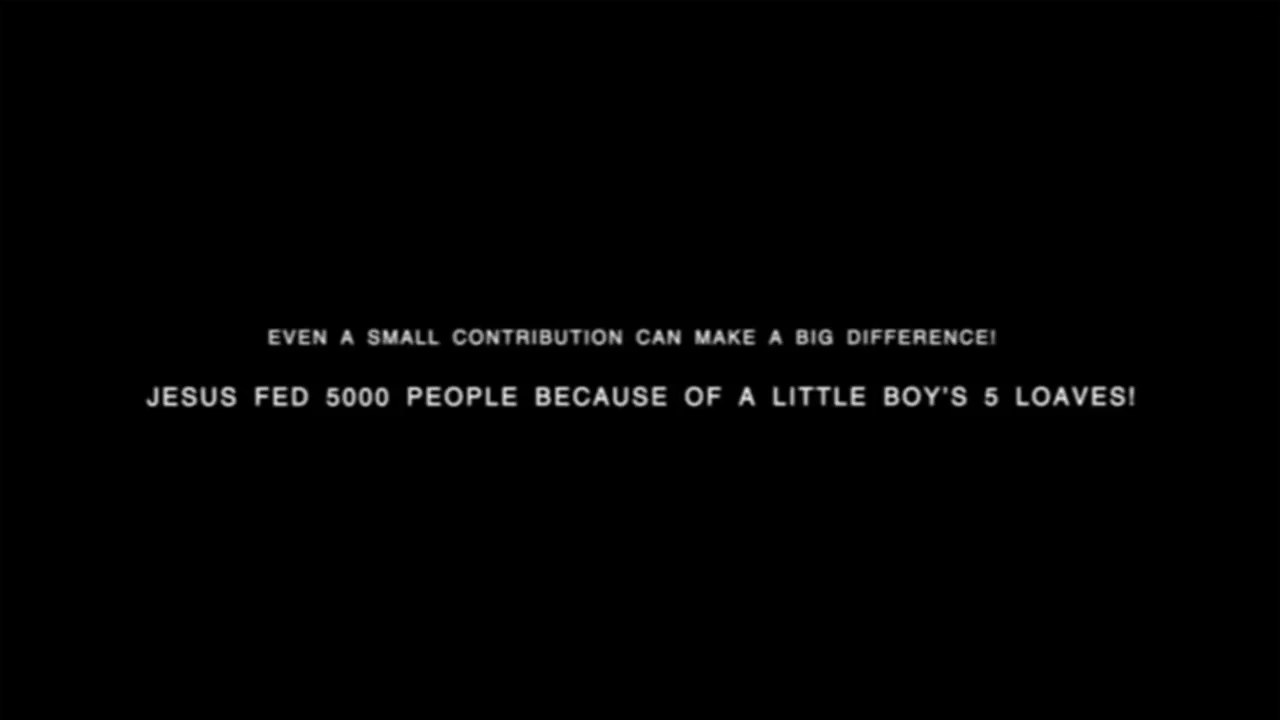 EVEN A SMALL CONTRIBUTION CAN MAKE A BIG DIFFERENCE!
JESUS FED 5000 PEOPLE BECAUSE OF A LITTLE BOY'S 5 LOAVES!